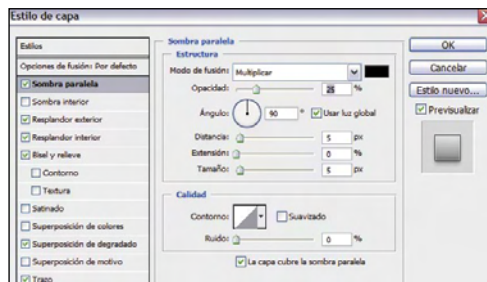 Estilo de capa
Estilos
Opciones de fusión: Por defecto
Sombra paralela
Sombra interior
Resplandor exterior
Resplandor interior
Bisel y relieve
Contorno
Textura
Satinado
Superposición de colores
Superposición de degradado
Superposición de motivo
Trazo
Sombra paralela
Estructura
Modo de fusión: Multiplicar
Opacidad: 25 %
Ángulo: 90 ° Usar luz global
Distancia: 5 px
Extensión: 0 %
Tamaño: 5 px
Calidad
Contorno: Suavizado
Ruido: 0 %
La capa cubre la sombra paralela
OK
Cancelar
Estilo nuevo...
Previsualizar